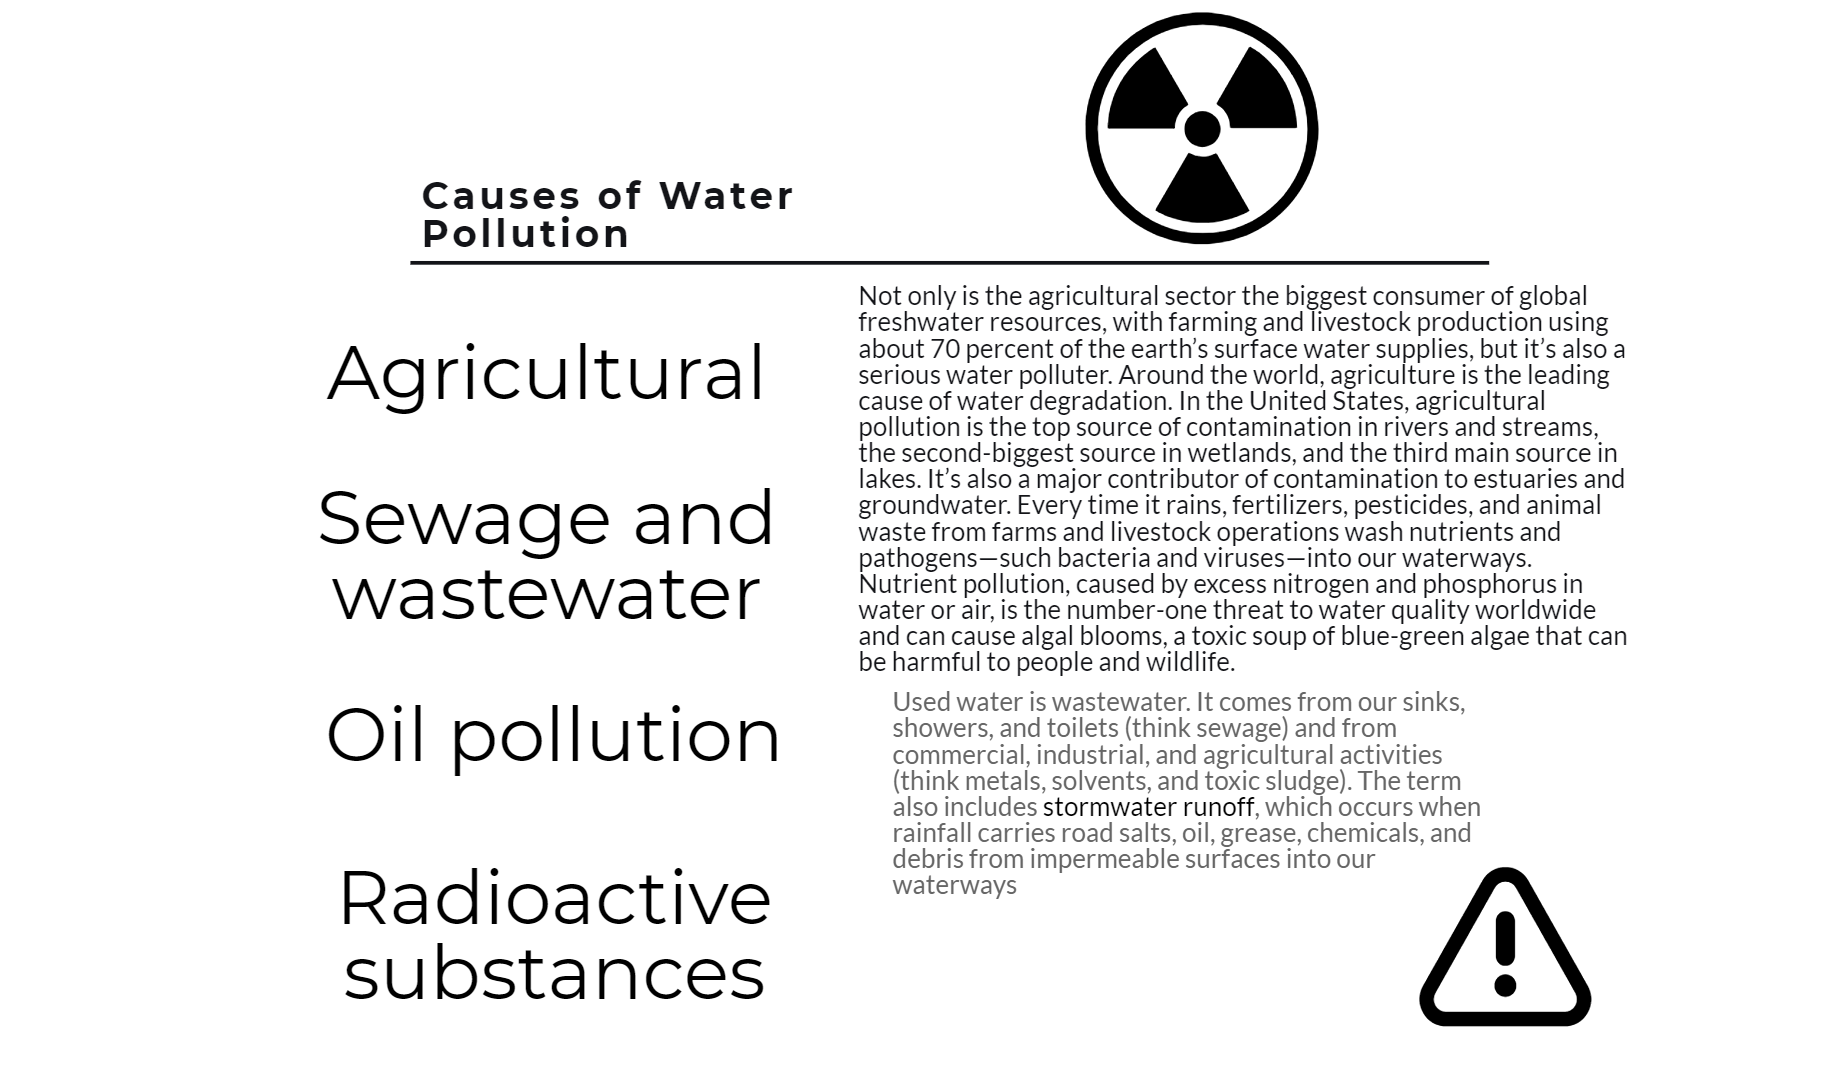 Causes of Water
Pollution
Agricultural
Sewage and
wastewater
Oil pollution
Radioactive
substances
Not only is the agricultural sector the biggest consumer of global
freshwater resources, with farming and livestock production using
about 70 percent of the earth’s surface water supplies, but it’s also a
serious water polluter. Around the world, agriculture is the leading
cause of water degradation. In the United States, agricultural
pollution is the top source of contamination in rivers and streams,
the second-biggest source in wetlands, and the third main source in
lakes. It’s also a major contributor of contamination to estuaries and
groundwater. Every time it rains, fertilizers, pesticides, and animal
waste from farms and livestock operations wash nutrients and
pathogens—such bacteria and viruses—into our waterways.
Nutrient pollution, caused by excess nitrogen and phosphorus in
water or air, is the number-one threat to water quality worldwide
and can cause algal blooms, a toxic soup of blue-green algae that can
be harmful to people and wildlife.
Used water is wastewater. It comes from our sinks,
showers, and toilets (think sewage) and from
commercial, industrial, and agricultural activities
(think metals, solvents, and toxic sludge). The term
also includes stormwater runoff, which occurs when
rainfall carries road salts, oil, grease, chemicals, and
debris from impermeable surfaces into our
waterways